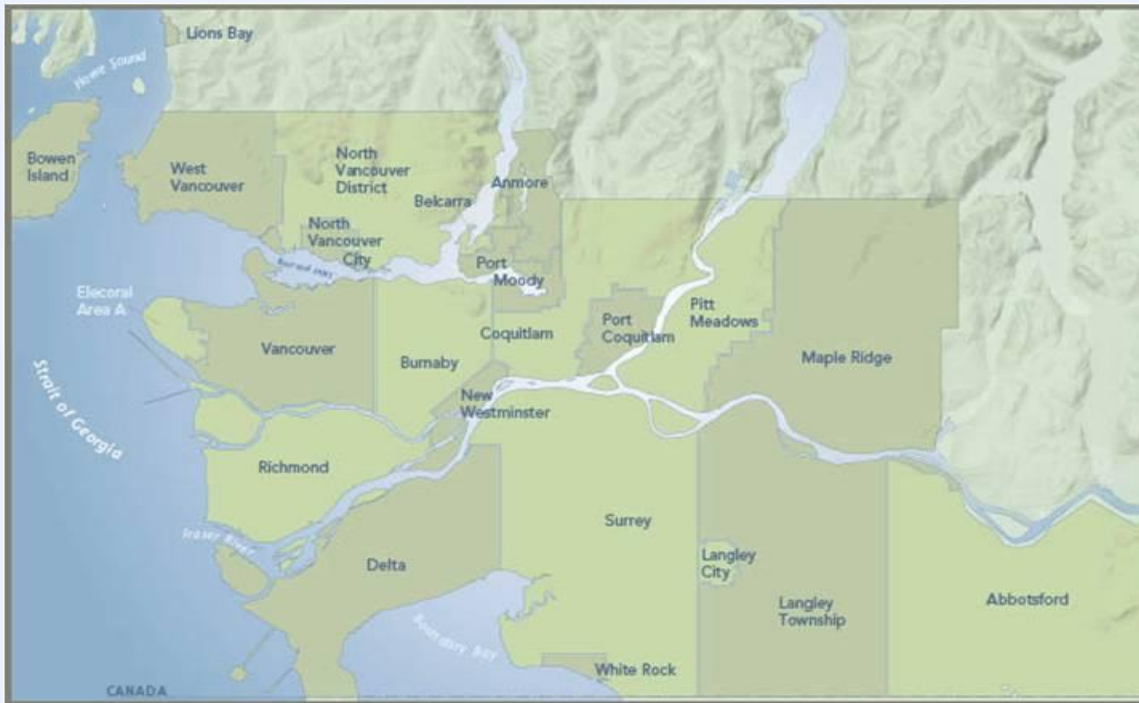 Lions Bay
Howe Sound
Bowen
Island
West
Vancouver
North
Vancouver
District
Anmore
Belcarra
North
Vancouver
City
Burrard Inlet
Port
Moody
Elecoral
Area A
Vancouver
Burnaby
Coquitlam
Port
Coquitlam
Pitt
Meadows
Maple Ridge
New
Westminster
Strait of Georgia
Richmond
Fraser River
Delta
Surrey
Langley
City
Langley
Township
Abbotsford
Boundary Bay
White Rock
CANADA